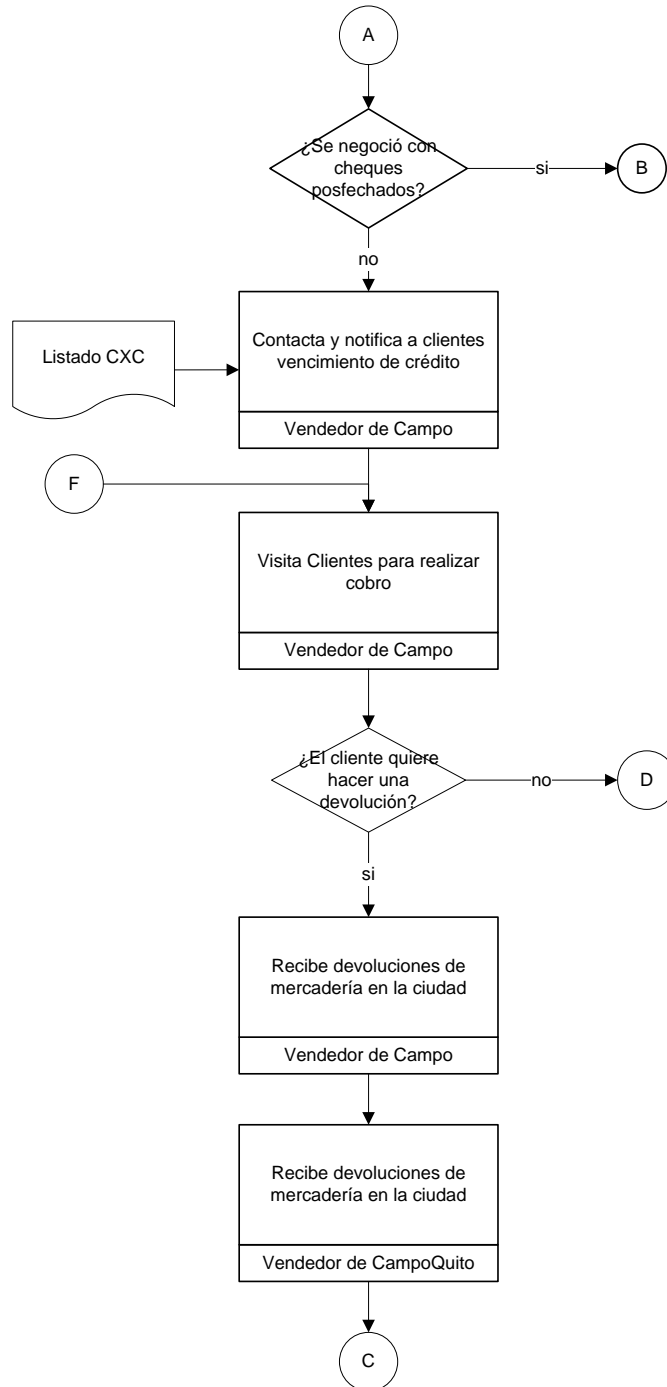 A
¿Se negoció con
cheques
posfechados?
si
B
no
Listado CXC
Contacta y notifica a clientes
vencimiento de crédito
Vendedor de Campo
F
Visita Clientes para realizar
cobro
Vendedor de Campo
¿El cliente quiere
hacer una
devolución?
no
D
si
Recibe devoluciones de
mercadería en la ciudad
Vendedor de Campo
Recibe devoluciones de
mercadería en la ciudad
Vendedor de CampoQuito
C